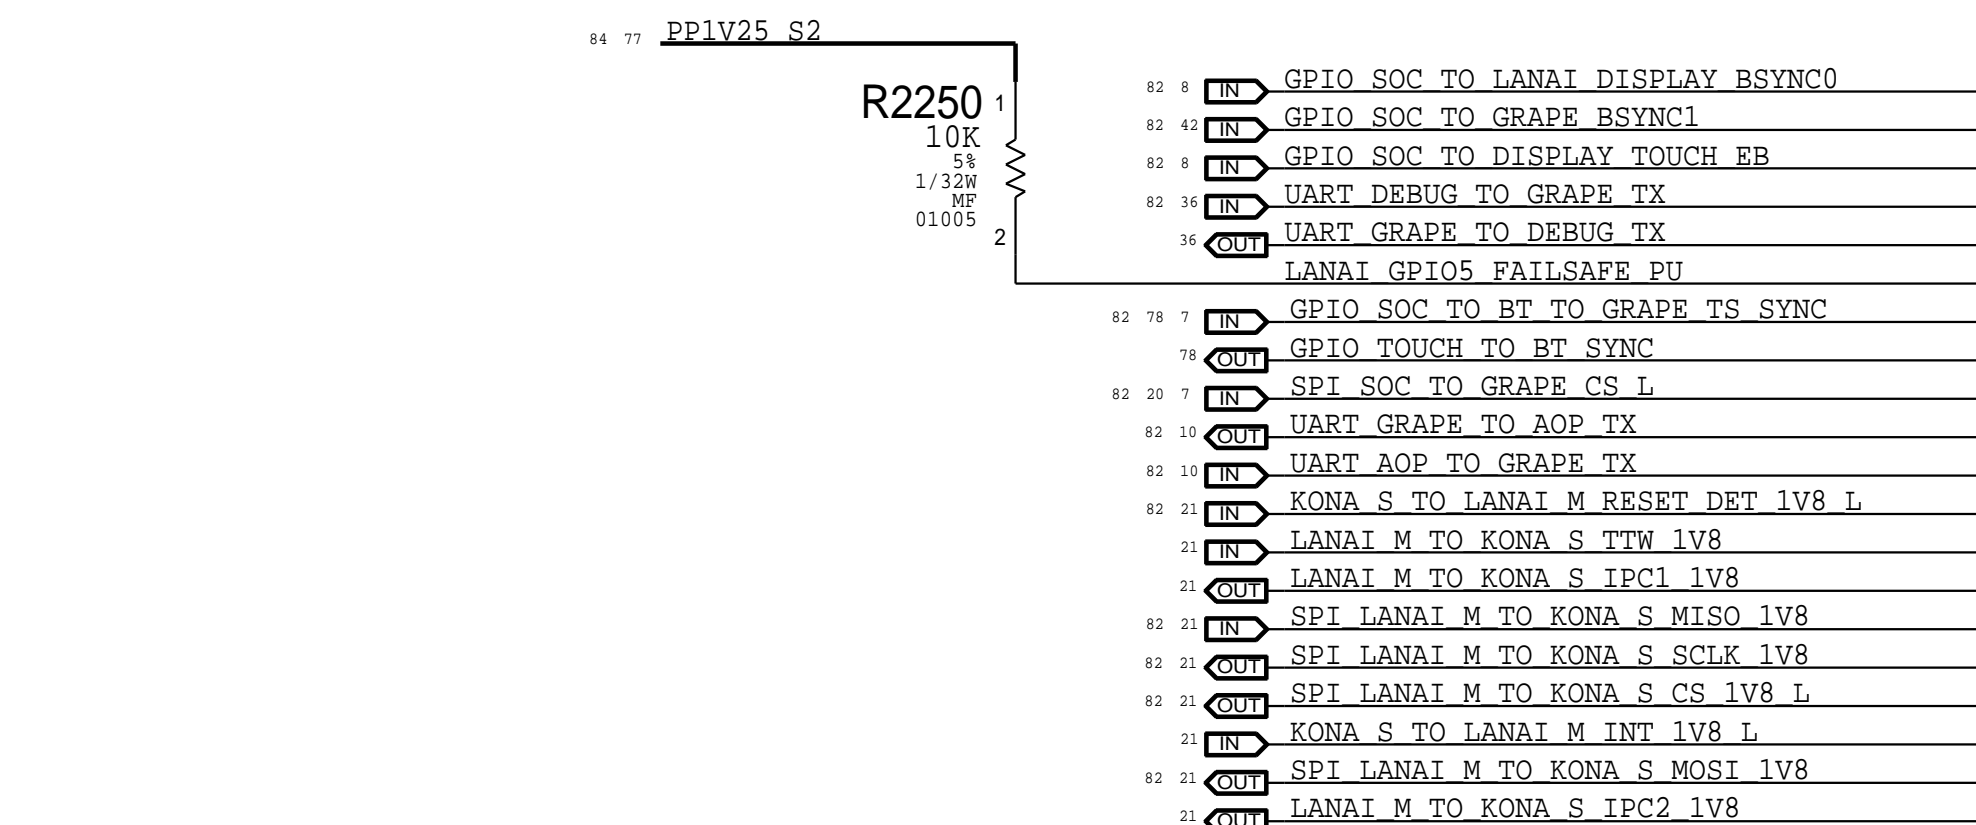 84 77 PP1V25_S2
R2250 1
10K
5%
1/32W
MF
01005
2
82 8 IN GPIO_SOC_TO_LANAI_DISPLAY_BSYNC0
82 42 IN GPIO_SOC_TO_GRAPE_BSYNC1
82 8 IN GPIO_SOC_TO_DISPLAY_TOUCH_EB
82 36 IN UART_DEBUG_TO_GRAPE_TX
36 OUT UART_GRAPE_TO_DEBUG_TX
LANAI_GPIO5_FAILSAFE_PU
82 78 7 IN GPIO_SOC_TO_BT_TO_GRAPE_TS_SYNC
78 OUT GPIO_TOUCH_TO_BT_SYNC
82 20 7 IN SPI_SOC_TO_GRAPE_CS_L
82 10 OUT UART_GRAPE_TO_AOP_TX
82 10 IN UART_AOP_TO_GRAPE_TX
82 21 IN KONA_S_TO_LANAI_M_RESET_DET_1V8_L
21 IN LANAI_M_TO_KONA_S_TTW_1V8
21 OUT LANAI_M_TO_KONA_S_IPC1_1V8
82 21 IN SPI_LANAI_M_TO_KONA_S_MISO_1V8
82 21 OUT SPI_LANAI_M_TO_KONA_S_SCLK_1V8
82 21 OUT SPI_LANAI_M_TO_KONA_S_CS_1V8_L
21 IN KONA_S_TO_LANAI_M_INT_1V8_L
82 21 OUT SPI_LANAI_M_TO_KONA_S_MOSI_1V8
21 OUT LANAI_M_TO_KONA_S_IPC2_1V8